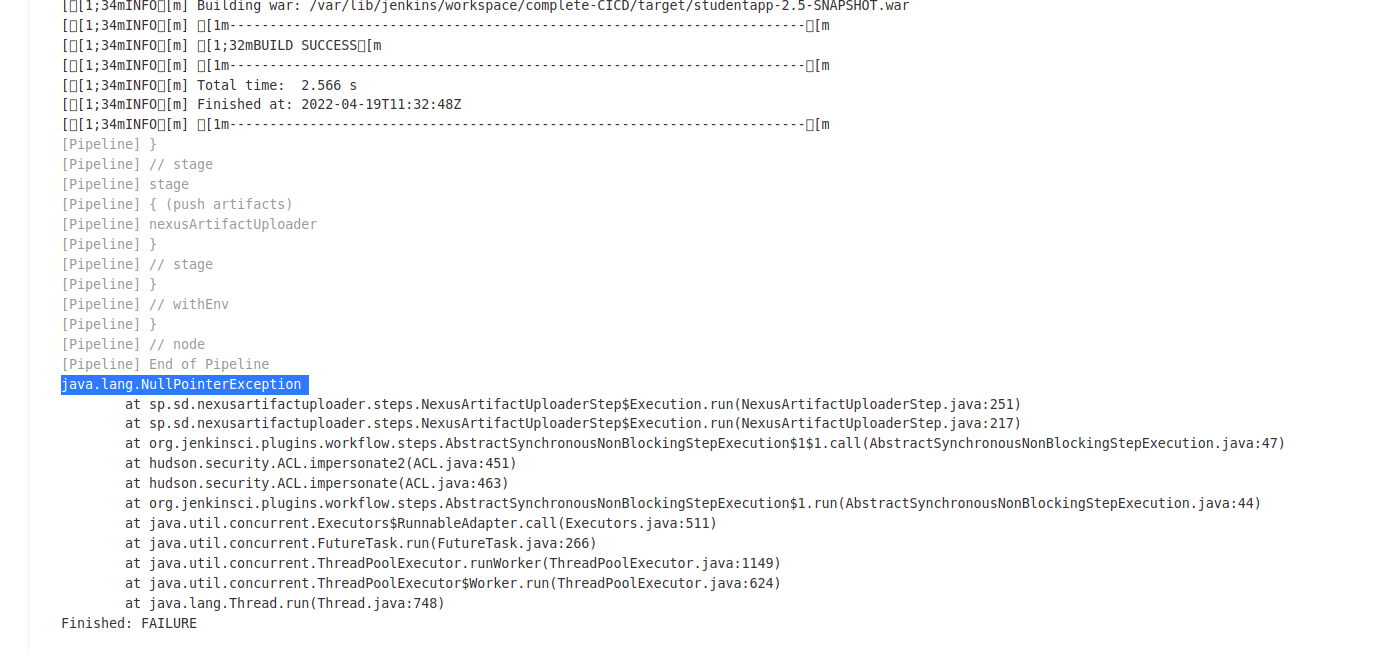 [▯[1;34mINFO▯[m] Building war: /var/lib/jenkins/workspace/complete-CICD/target/studentapp-2.5-SNAPSHOT.war
[▯[1;34mINFO▯[m] ▯[1m------------------------------------------------------------------------▯[m
[▯[1;34mINFO▯[m] ▯[1;32mBUILD SUCCESS▯[m
[▯[1;34mINFO▯[m] ▯[1m------------------------------------------------------------------------▯[m
[▯[1;34mINFO▯[m] Total time:  2.566 s
[▯[1;34mINFO▯[m] Finished at: 2022-04-19T11:32:48Z
[▯[1;34mINFO▯[m] ▯[1m------------------------------------------------------------------------▯[m
[Pipeline] }
[Pipeline] // stage
[Pipeline] stage
[Pipeline] { (push artifacts)
[Pipeline] nexusArtifactUploader
[Pipeline] }
[Pipeline] // stage
[Pipeline] }
[Pipeline] // withEnv
[Pipeline] }
[Pipeline] // node
[Pipeline] End of Pipeline
java.lang.NullPointerException
	at sp.sd.nexusartifactuploader.steps.NexusArtifactUploaderStep$Execution.run(NexusArtifactUploaderStep.java:251)
	at sp.sd.nexusartifactuploader.steps.NexusArtifactUploaderStep$Execution.run(NexusArtifactUploaderStep.java:217)
	at org.jenkinsci.plugins.workflow.steps.AbstractSynchronousNonBlockingStepExecution$1$1.call(AbstractSynchronousNonBlockingStepExecution.java:47)
	at hudson.security.ACL.impersonate2(ACL.java:451)
	at hudson.security.ACL.impersonate(ACL.java:463)
	at org.jenkinsci.plugins.workflow.steps.AbstractSynchronousNonBlockingStepExecution$1.run(AbstractSynchronousNonBlockingStepExecution.java:44)
	at java.util.concurrent.Executors$RunnableAdapter.call(Executors.java:511)
	at java.util.concurrent.FutureTask.run(FutureTask.java:266)
	at java.util.concurrent.ThreadPoolExecutor.runWorker(ThreadPoolExecutor.java:1149)
	at java.util.concurrent.ThreadPoolExecutor$Worker.run(ThreadPoolExecutor.java:624)
	at java.lang.Thread.run(Thread.java:748)
Finished: FAILURE